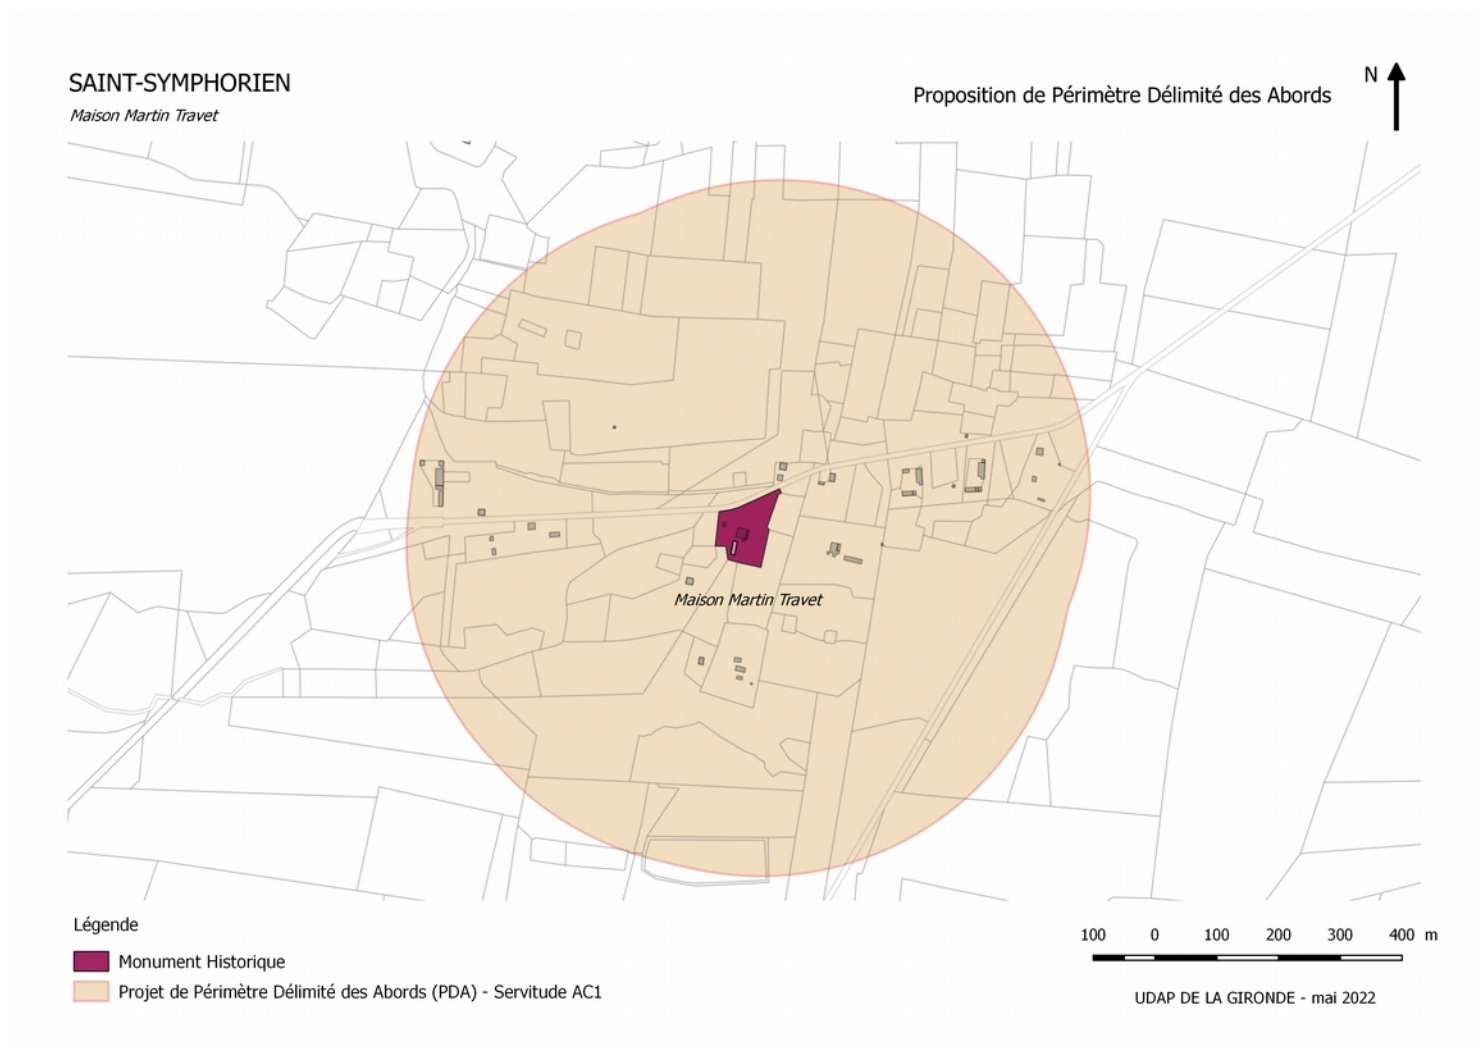 SAINT-SYMPHORIEN
Maison Martin Travet
Proposition de Périmètre Délimité des Abords
N
Maison Martin Travet
Légende
Monument Historique
Projet de Périmètre Délimité des Abords (PDA) - Servitude AC1
100 0 100 200 300 400 m
UDAP DE LA GIRONDE - mai 2022